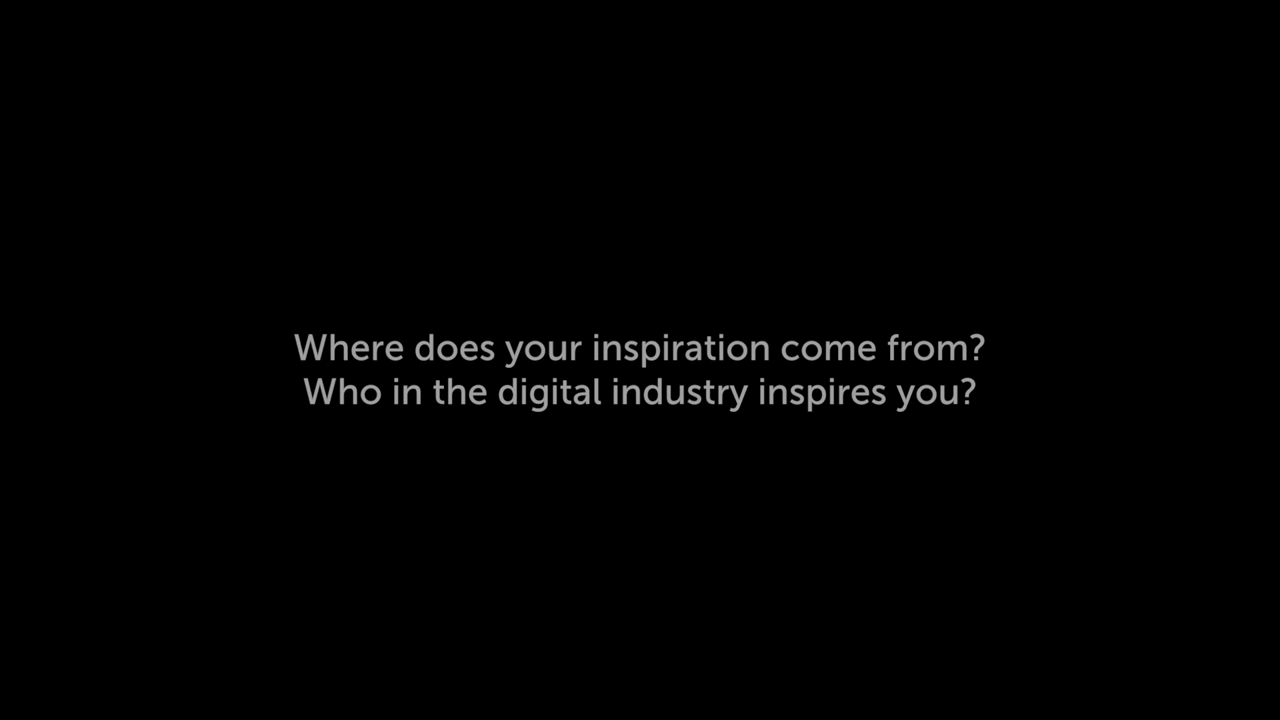 Where does your inspiration come from?
Who in the digital industry inspires you?